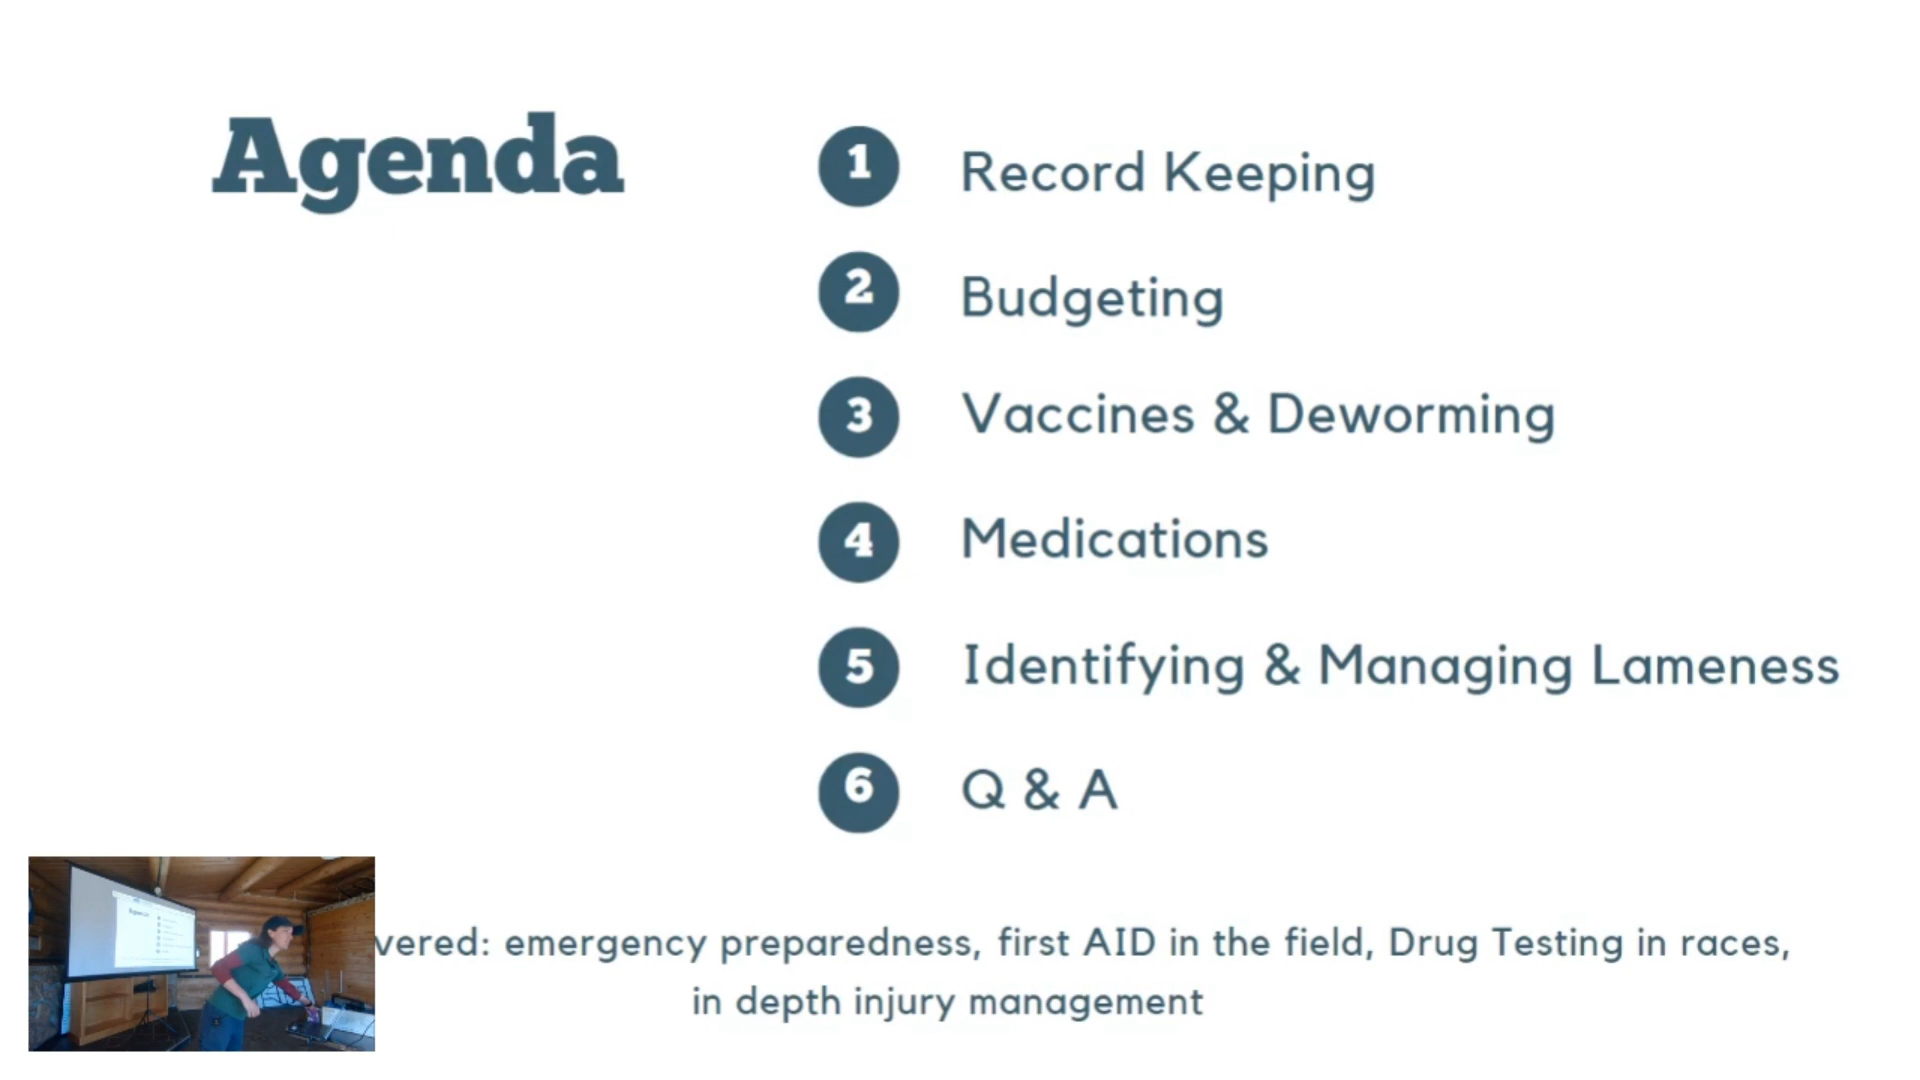 Agenda
1 Record Keeping
2 Budgeting
3 Vaccines & Deworming
4 Medications
5 Identifying & Managing Lameness
6 Q & A
vered: emergency preparedness, first AID in the field, Drug Testing in races,
in depth injury management